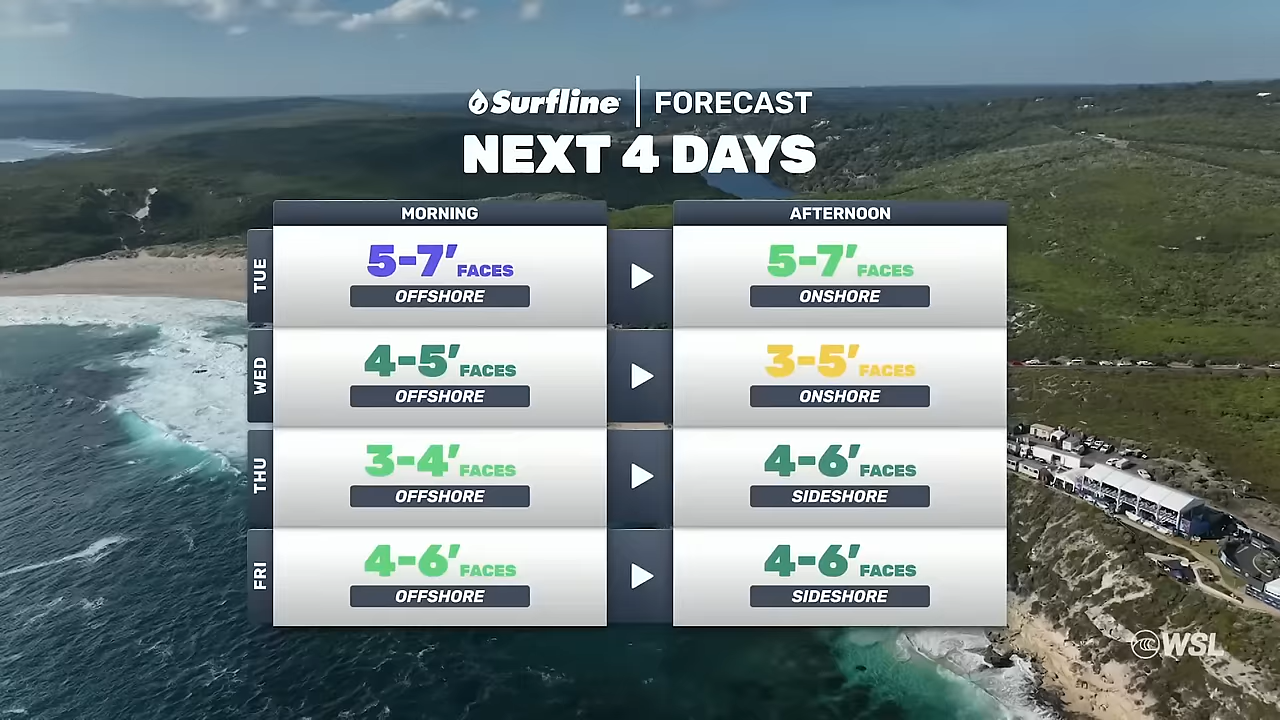 Surfline | FORECAST
NEXT 4 DAYS
MORNING AFTERNOON
TUE
5-7' FACES
OFFSHORE
5-7' FACES
ONSHORE
WED
4-5' FACES
OFFSHORE
3-5' FACES
ONSHORE
THU
3-4' FACES
OFFSHORE
4-6' FACES
SIDESHORE
FRI
4-6' FACES
OFFSHORE
4-6' FACES
SIDESHORE
WSL